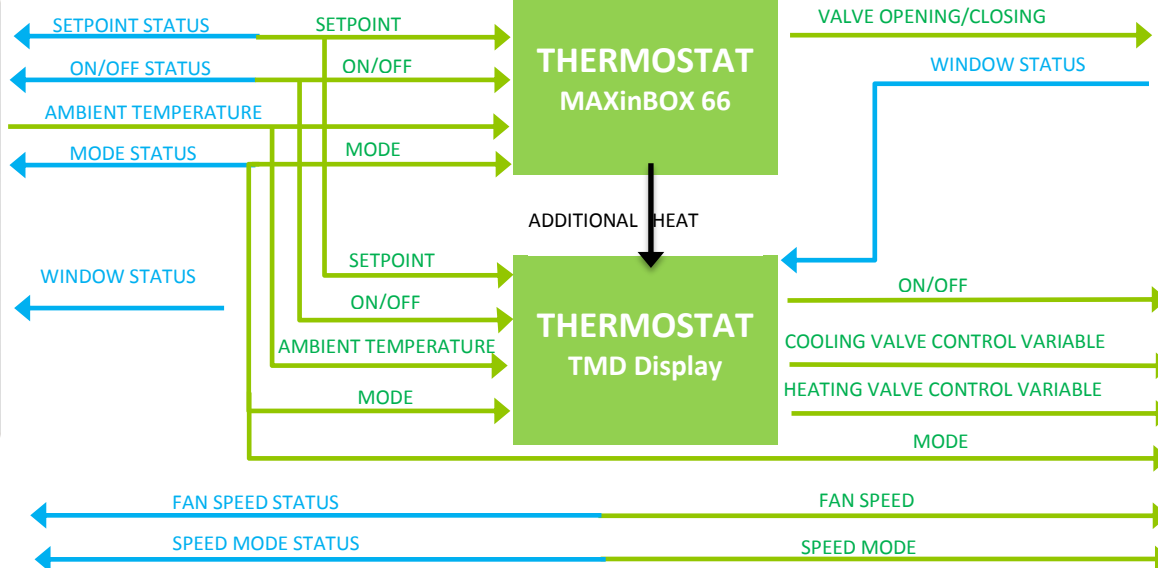 SETPOINT STATUS
SETPOINT
VALVE OPENING/CLOSING
ON/OFF STATUS
ON/OFF
THERMOSTAT
MAXinBOX 66
WINDOW STATUS
AMBIENT TEMPERATURE
MODE STATUS
MODE
ADDITIONAL HEAT
SETPOINT
WINDOW STATUS
ON/OFF
ON/OFF
THERMOSTAT
TMD Display
AMBIENT TEMPERATURE
COOLING VALVE CONTROL VARIABLE
MODE
HEATING VALVE CONTROL VARIABLE
MODE
FAN SPEED STATUS
FAN SPEED
SPEED MODE STATUS
SPEED MODE